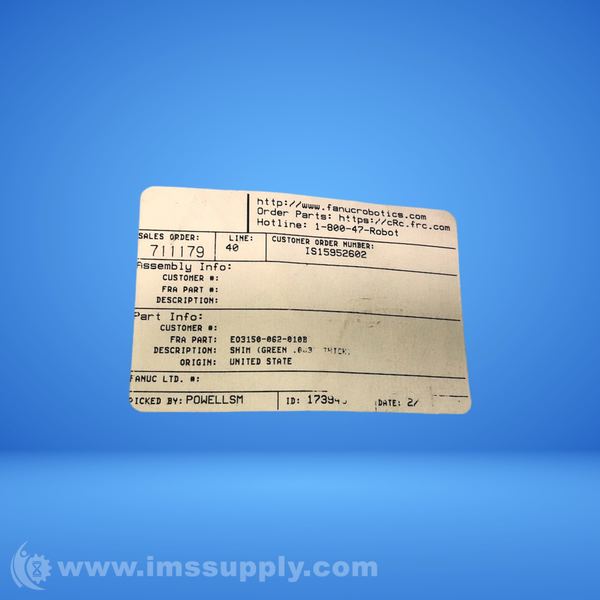 http://www.fanucrobotics.com
Order Parts: https://cRc.frc.com
Hotline: 1-800-47-Robot
SALES ORDER: 711179
LINE: 40
CUSTOMER ORDER NUMBER: IS15952602
Assembly Info:
CUSTOMER #:
FRA PART #:
DESCRIPTION:
Part Info:
CUSTOMER #:
FRA PART: EO3150-062-010B
DESCRIPTION: SHIM (GREEN THICK)
ORIGIN: UNITED STATE
FANUC LTD. #:
PICKED BY: POWELLSM
ID:
DATE: 2/
www.imssupply.com